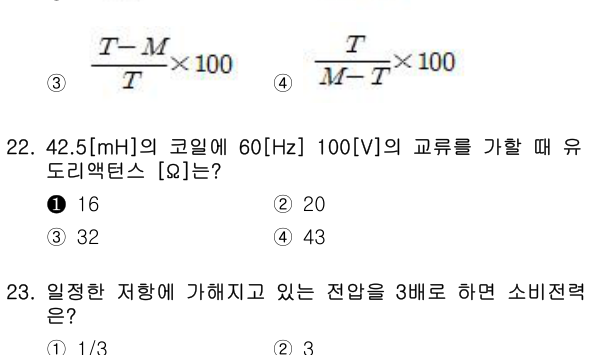 ③ \frac{T-M}{T}×100 ④ \frac{T}{M-T}×100
22. 42.5[mH]의 코일에 60[Hz] 100[V]의 교류를 가할 때 유
도리액턴스 [Ω]는?
❶ 16 ② 20
③ 32 ④ 43
23. 일정한 저항에 가해지고 있는 전압을 3배로 하면 소비전력
은?
① 1/3 ② 3